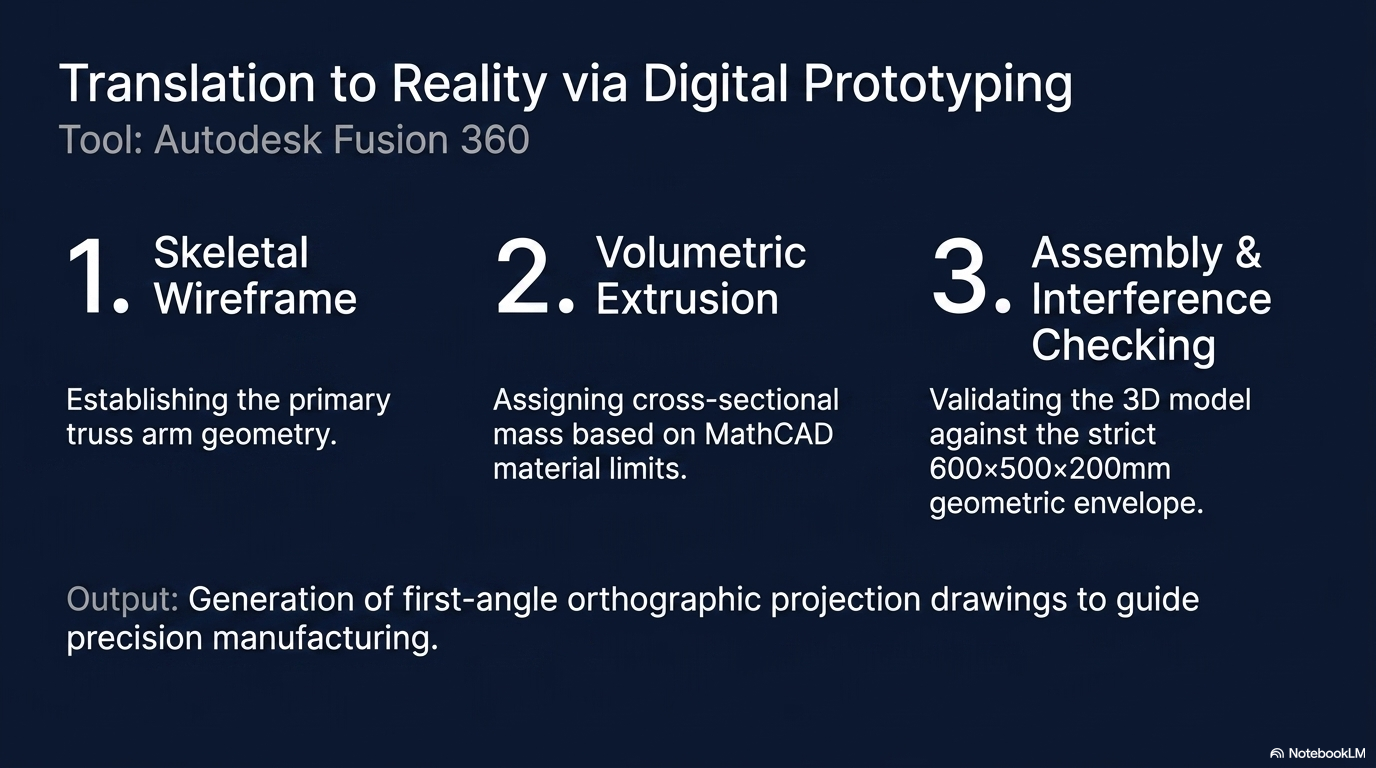 Translation to Reality via Digital Prototyping
Tool: Autodesk Fusion 360
1. Skeletal
Wireframe
Establishing the primary
truss arm geometry.
2. Volumetric
Extrusion
Assigning cross-sectional
mass based on MathCAD
material limits.
3. Assembly &
Interference
Checking
Validating the 3D model
against the strict
600×500×200mm
geometric envelope.
Output: Generation of first-angle orthographic projection drawings to guide
precision manufacturing.
NotebookLM